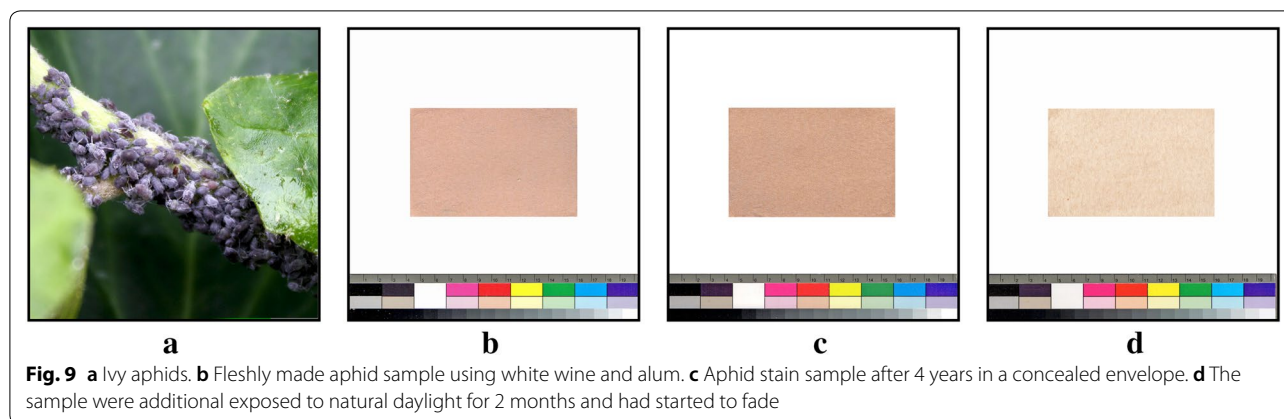 a
b
c
d
Fig. 9 a Ivy aphids. b Fleshly made aphid sample using white wine and alum. c Aphid stain sample after 4 years in a concealed envelope. d The
sample were additional exposed to natural daylight for 2 months and had started to fade